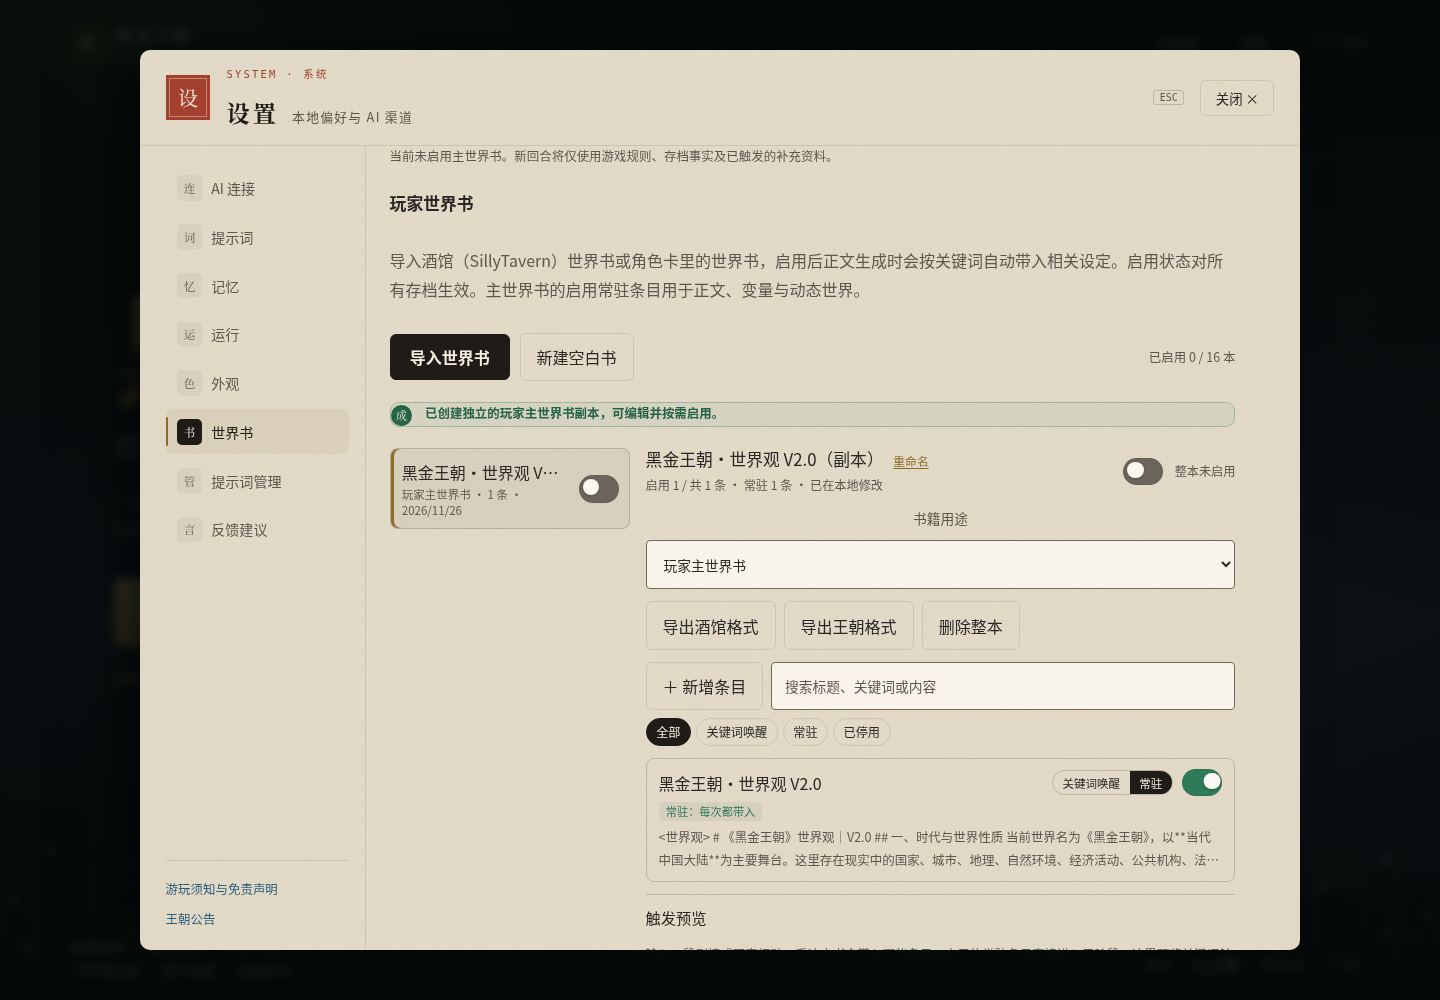 设
SYSTEM · 系统
设置 本地偏好与 AI 渠道
ESC
关闭 ×
连 AI 连接
词 提示词
忆 记忆
运 运行
色 外观
书 世界书
管 提示词管理
言 反馈建议
游玩须知与免责声明
王朝公告
当前未启用主世界书。新回合将仅使用游戏规则、存档事实及已触发的补充资料。
玩家世界书
导入酒馆（SillyTavern）世界书或角色卡里的世界书，启用后正文生成时会按关键词自动带入相关设定。启用状态对所
有存档生效。主世界书的启用常驻条目用于正文、变量与动态世界。
导入世界书 新建空白书 已启用 0 / 16 本
成 已创建独立的玩家主世界书副本，可编辑并按需启用。
黑金王朝·世界观 V···
玩家主世界书 · 1 条 ·
2026/11/26
黑金王朝·世界观 V2.0（副本） 重命名
启用 1 / 共 1 条 · 常驻 1 条 · 已在本地修改
整本未启用
书籍用途
玩家主世界书
导出酒馆格式 导出王朝格式 删除整本
＋ 新增条目 搜索标题、关键词或内容
全部 关键词唤醒 常驻 已停用
黑金王朝·世界观 V2.0 关键词唤醒 常驻
常驻：每次都带入
<世界观> # 《黑金王朝》世界观｜V2.0 ## 一、时代与世界性质 当前世界名为《黑金王朝》，以**当代
中国大陆**为主要舞台。这里存在现实中的国家、城市、地理、自然环境、经济活动、公共机构、法…
触发预览